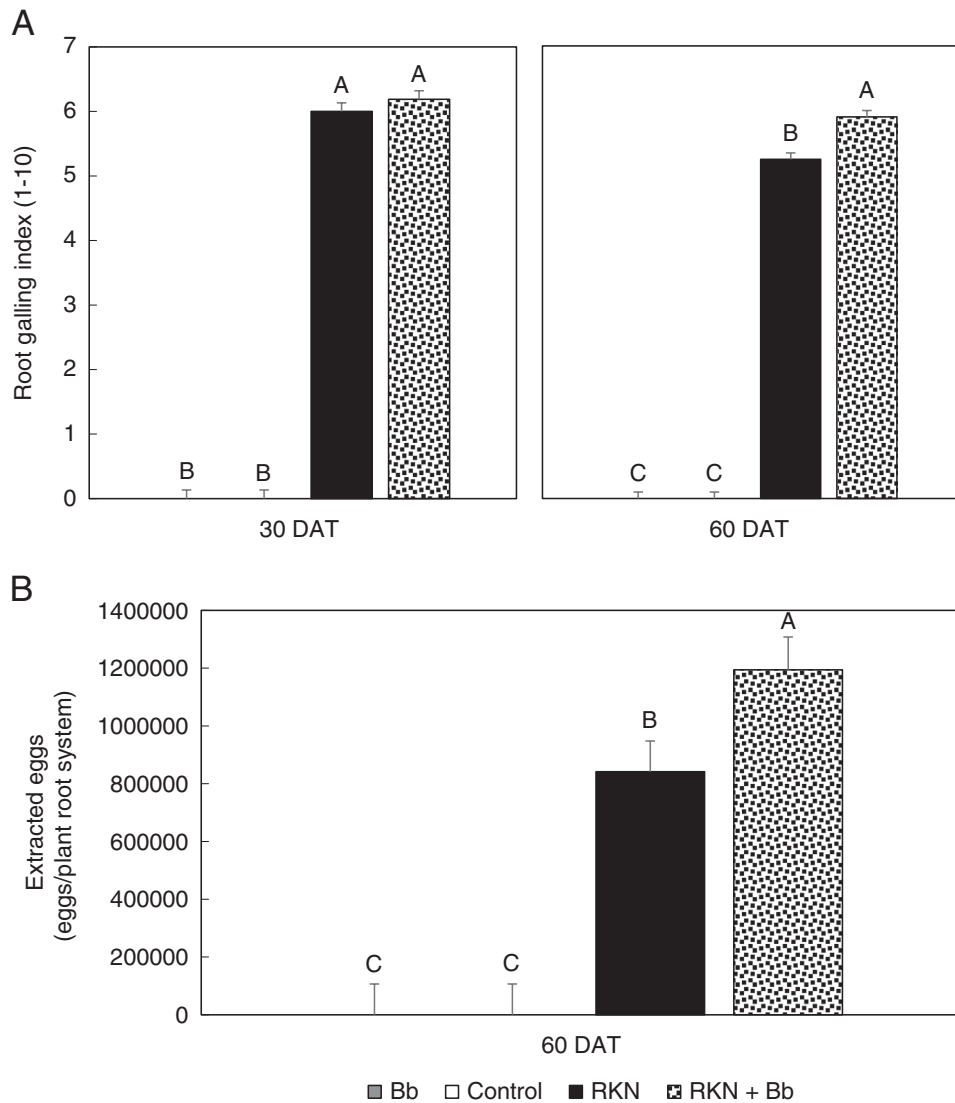 A
Root galling index (1-10)
7
6
5
4
3
2
1
0
B
B
A
A
30 DAT
C
C
B
A
60 DAT
B
Extracted eggs
(eggs/plant root system)
1400000
1200000
1000000
800000
600000
400000
200000
0
C
C
B
A
60 DAT
Bb Control RKN RKN + Bb